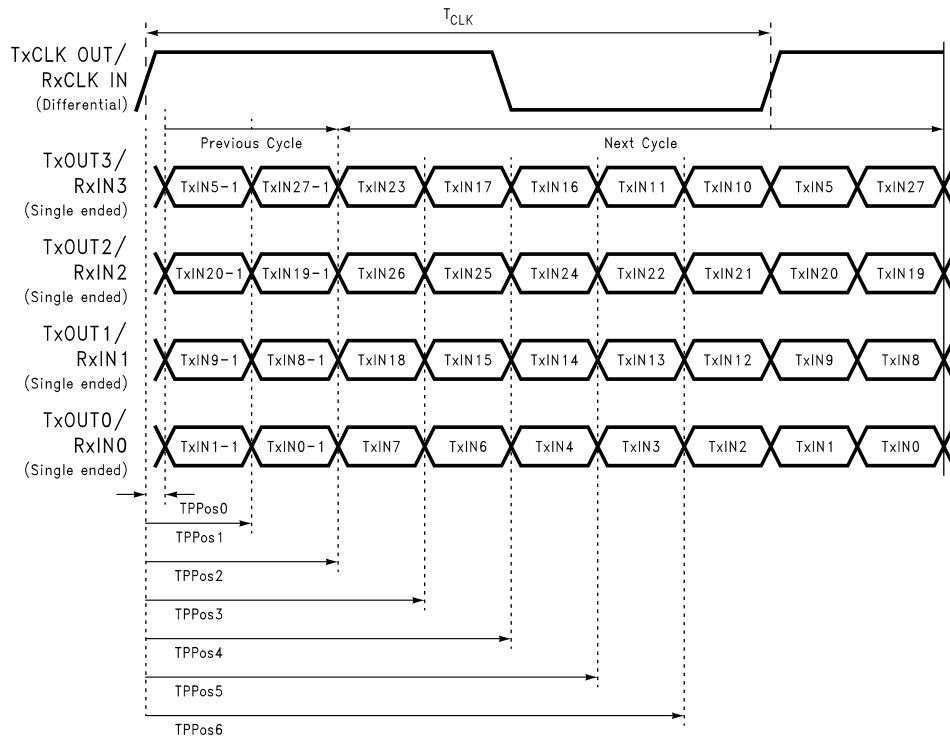 T_CLK
TxCLK OUT/
RxCLK IN
(Differential)
Previous Cycle
Next Cycle
TxOUT3/
RxIN3
(Single ended)
TxIN5-1 TxIN27-1 TxIN23 TxIN17 TxIN16 TxIN11 TxIN10 TxIN5 TxIN27
TxOUT2/
RxIN2
(Single ended)
TxIN20-1 TxIN19-1 TxIN26 TxIN25 TxIN24 TxIN22 TxIN21 TxIN20 TxIN19
TxOUT1/
RxIN1
(Single ended)
TxIN9-1 TxIN8-1 TxIN18 TxIN15 TxIN14 TxIN13 TxIN12 TxIN9 TxIN8
TxOUT0/
RxIN0
(Single ended)
TxIN1-1 TxIN0-1 TxIN7 TxIN6 TxIN4 TxIN3 TxIN2 TxIN1 TxIN0
TPPos0
TPPos1
TPPos2
TPPos3
TPPos4
TPPos5
TPPos6